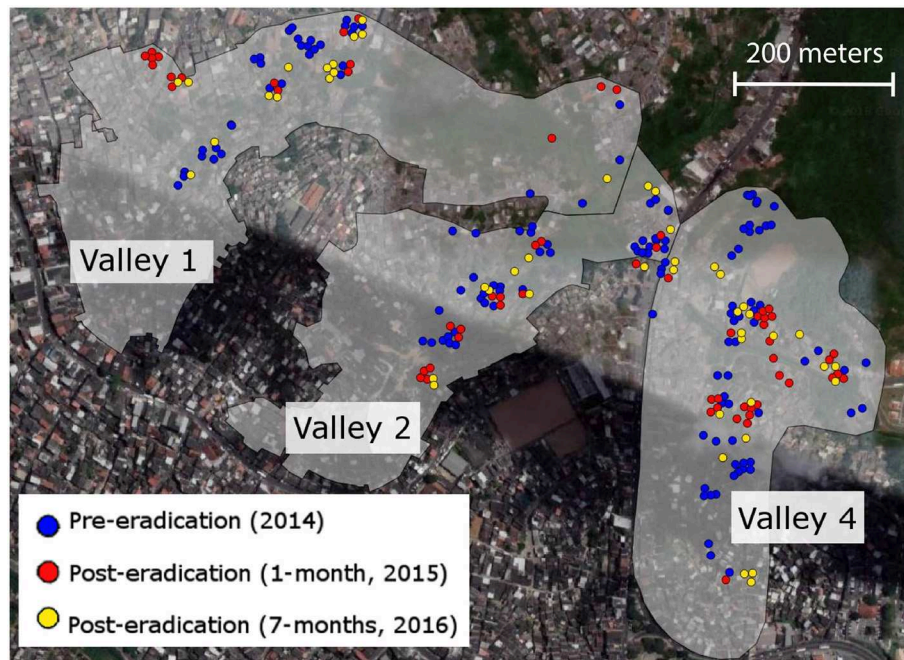 200 meters
Valley 1
Valley 2
Valley 4
Pre-eradication (2014)
Post-eradication (1-month, 2015)
Post-eradication (7-months, 2016)